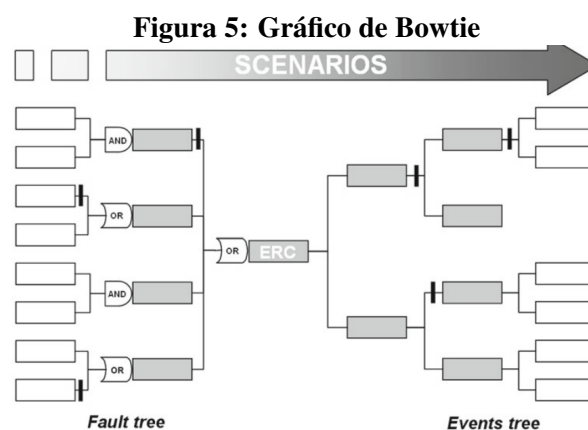 Figura 5: Gráfico de Bowtie
SCENARIOS
AND
OR
OR
ERC
AND
OR
Fault tree
Events tree